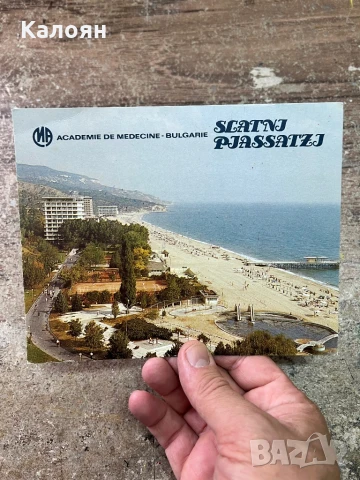 Калоян
MA ACADEMIE DE MEDECINE - BULGARIE
SLATNI
PJASSATZI
bazar